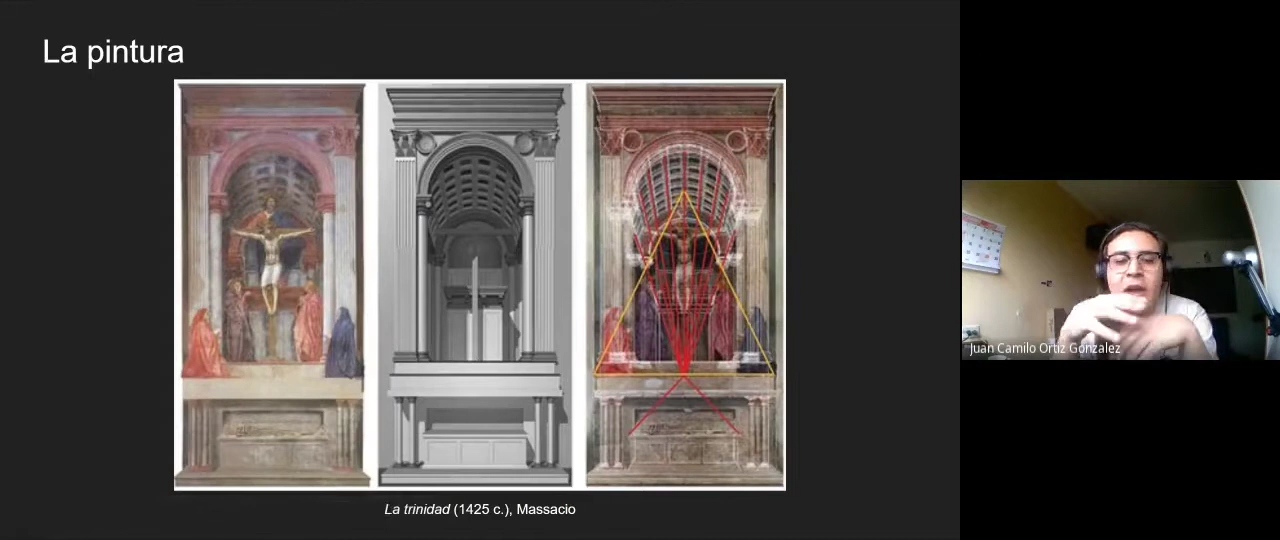 La pintura
La trinidad (1425 c.), Massacio
Juan Camilo Ortiz Gonzalez